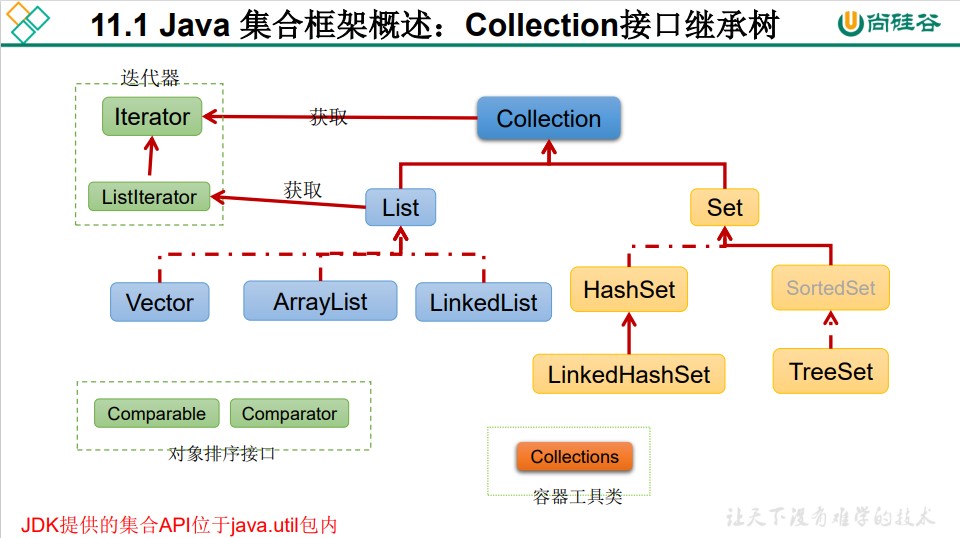 11.1 Java 集合框架概述：Collection接口继承树
尚硅谷
迭代器
Iterator
获取
Collection
ListIterator
获取
List
Set
Vector
ArrayList
LinkedList
HashSet
SortedSet
LinkedHashSet
TreeSet
Comparable
Comparator
对象排序接口
Collections
容器工具类
JDK提供的集合API位于java.util包内
让天下没有难学的技术